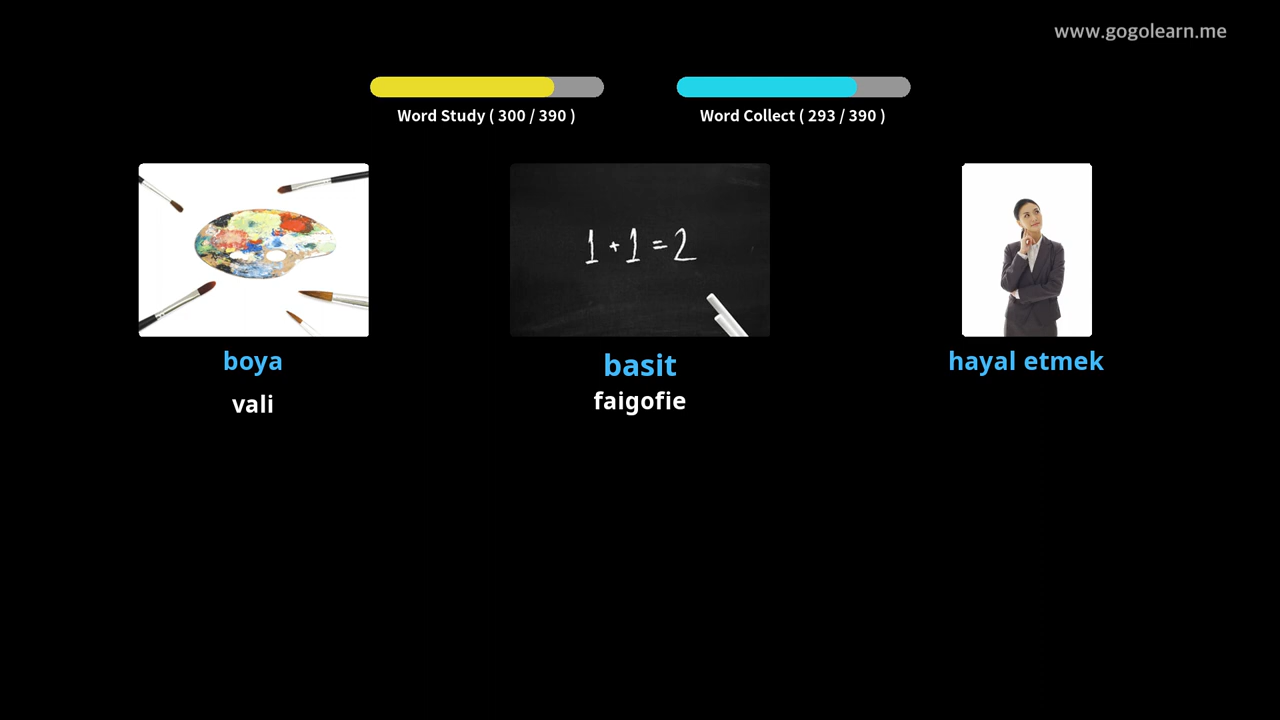 www.gogolearn.me
Word Study ( 300 / 390 )
Word Collect ( 293 / 390 )
1 + 1 = 2
boya
basit
hayal etmek
vali
faigofie